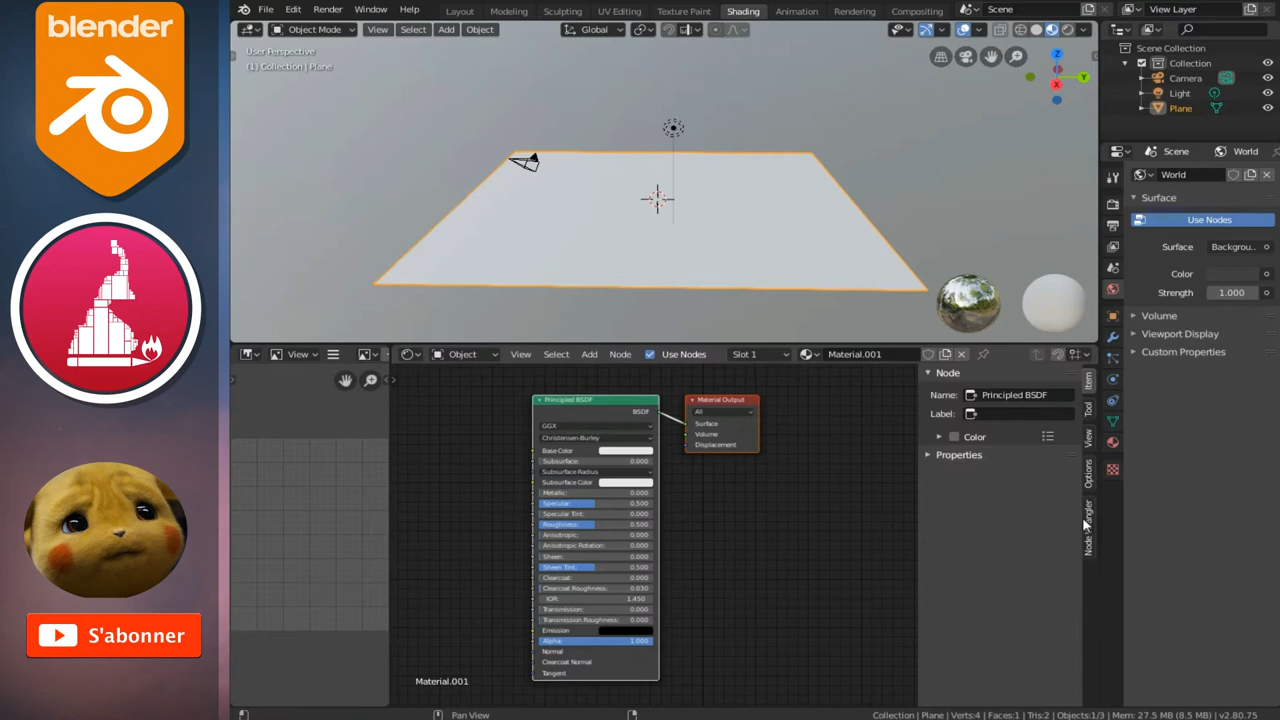 blender
S'abonner
File Edit Render Window Help Layout Modeling Sculpting UV Editing Texture Paint Shading Animation Rendering Compositing Scene View Layer
Object Mode View Select Add Object Global
User Perspective
(1) Collection | Plane
Z
Y
X
Scene Collection
Collection
Camera
Light
Plane
Scene World
World
Surface
Use Nodes
Surface Backgrou..
Color
Strength 1.000
Volume
Viewport Display
Custom Properties
View Object View Select Add Node Use Nodes Slot 1 Material.001
Principled BSDF
BSDF
GGX
Christensen-Burley
Base Color
Subsurface: 0.000
Subsurface Radius
Subsurface Color
Metallic: 0.000
Specular: 0.500
Specular Tint: 0.000
Roughness: 0.500
Anisotropic: 0.000
Anisotropic Rotation: 0.000
Sheen: 0.000
Sheen Tint: 0.500
Clearcoat: 0.000
Clearcoat Roughness: 0.030
IOR: 1.450
Transmission: 0.000
Transmission Roughness: 0.000
Emission
Alpha: 1.000
Normal
Clearcoat Normal
Tangent
Material Output
All
Surface
Volume
Displacement
Node
Name: Principled BSDF
Label:
Color
Properties
Item
Tool
View
Options
Material.001
Pan View
Collection | Plane | Verts:4 | Faces:1 | Tris:2 | Objects:1/3 | Mem: 27.5 MB (8.5 MB) | v2.80.75